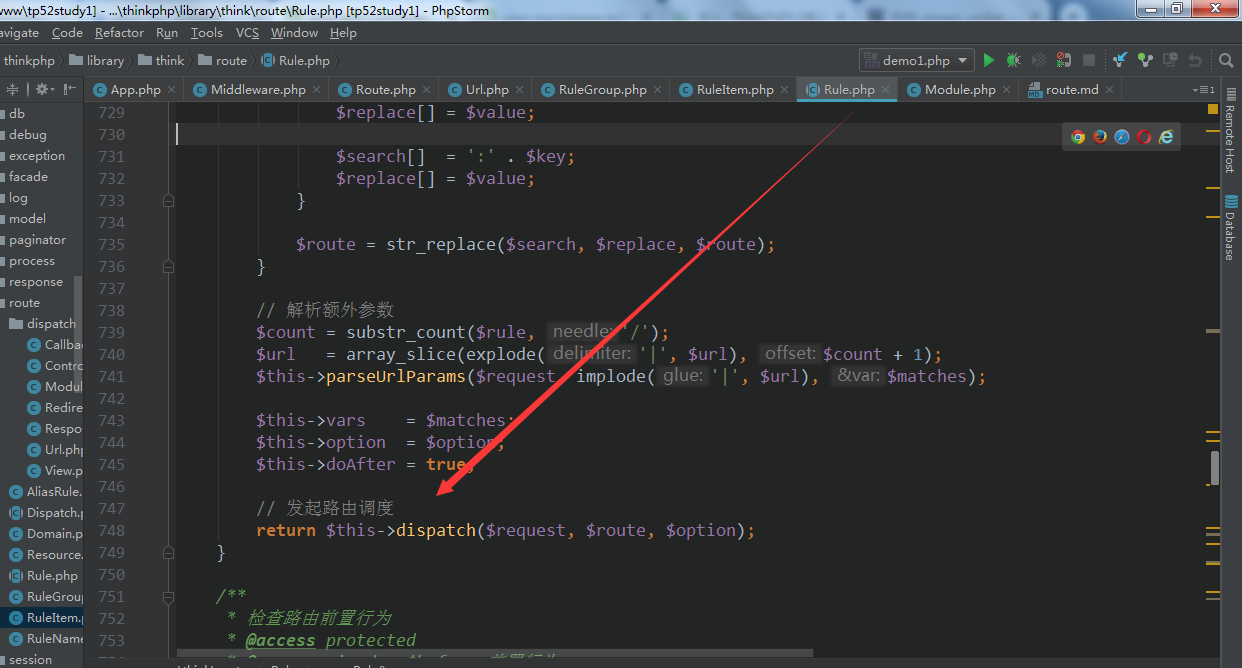 www\tp52study1] - ...\thinkphp\library\think\route\Rule.php [tp52study1] - PhpStorm
avigate Code Refactor Run Tools VCS Window Help
thinkphp library think route Rule.php demo1.php
App.php Middleware.php Route.php Url.php RuleGroup.php RuleItem.php Rule.php Module.php route.md
db
debug
exception
facade
log
model
paginator
process
response
route
dispatch
Callba
Contro
Modul
Redire
Respo
Url.php
View.p
AliasRule.
Dispatch.p
Domain.p
Resource.
Rule.php
RuleGroup
RuleItem.p
RuleName
session
729 $replace[] = $value;
730
731 $search[] = ':' . $key;
732 $replace[] = $value;
733 }
734
735 $route = str_replace($search, $replace, $route);
736 }
737
738 // 解析额外参数
739 $count = substr_count($rule, needle: '/');
740 $url = array_slice(explode( delimiter: '|', $url), offset: $count + 1);
741 $this->parseUrlParams($request, implode( glue: '|', $url), &var: $matches);
742
743 $this->vars = $matches;
744 $this->option = $option;
745 $this->doAfter = true;
746
747 // 发起路由调度
748 return $this->dispatch($request, $route, $option);
749 }
750
751 /**
752 * 检查路由前置行为
753 * @access protected
Remote Host
Database